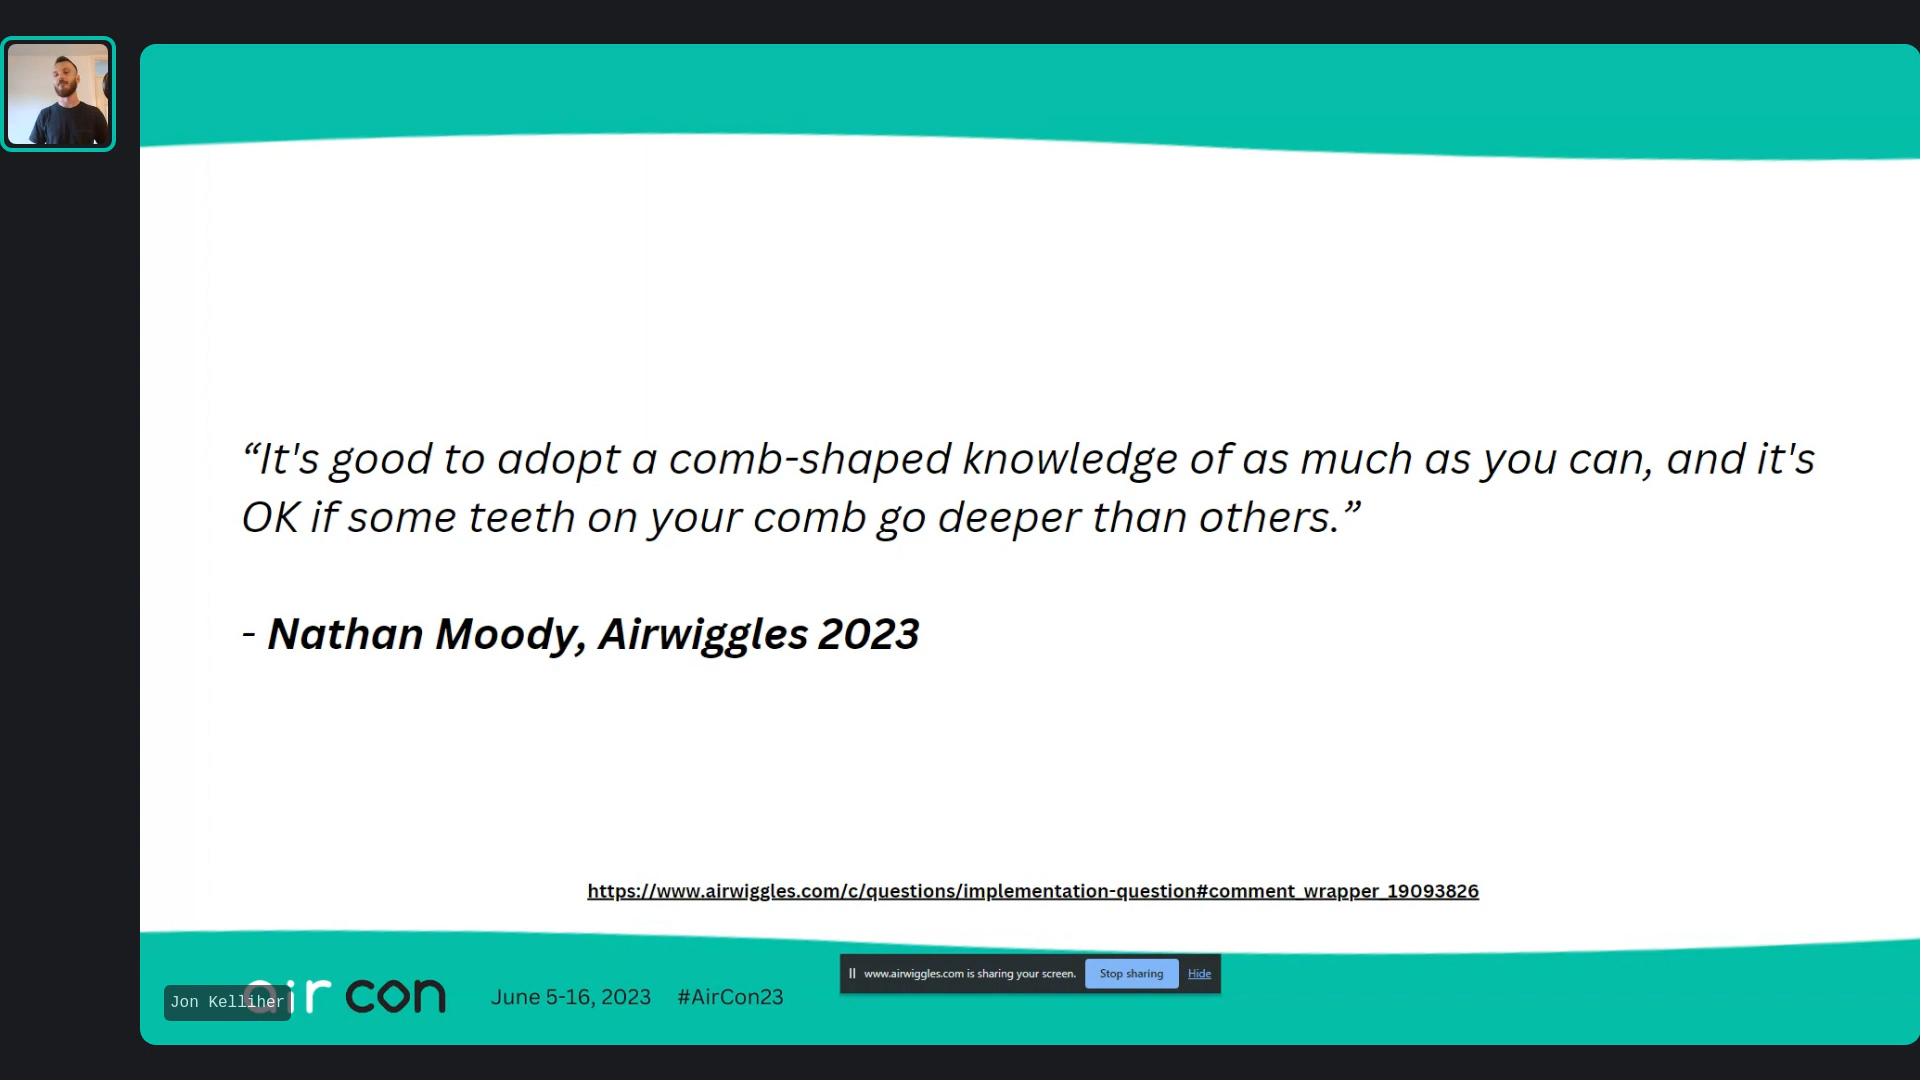 “It's good to adopt a comb-shaped knowledge of as much as you can, and it's
OK if some teeth on your comb go deeper than others.”
- Nathan Moody, Airwiggles 2023
https://www.airwiggles.com/c/questions/implementation-question#comment_wrapper_19093826
www.airwiggles.com is sharing your screen. Stop sharing Hide
Jon Kelliher
air con June 5-16, 2023 #AirCon23